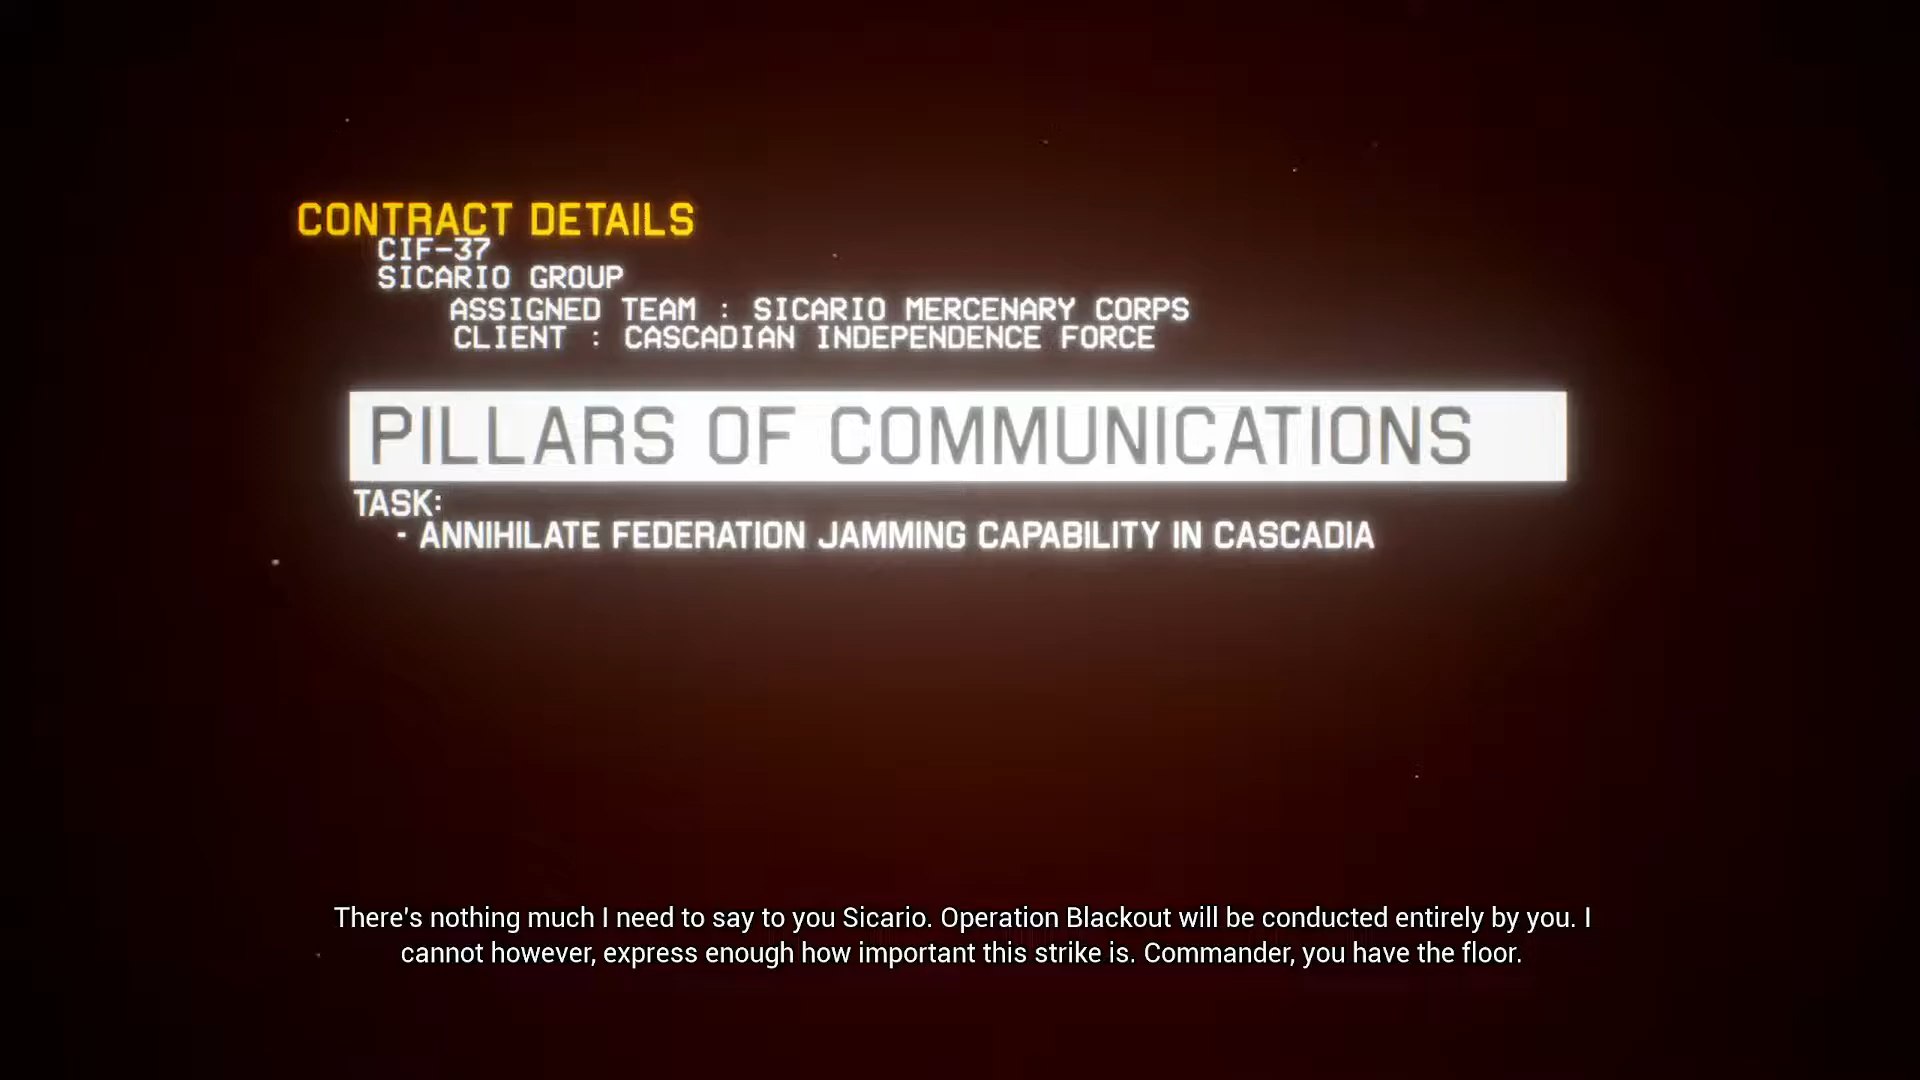 CONTRACT DETAILS
CIF-37
SICARIO GROUP
ASSIGNED TEAM : SICARIO MERCENARY CORPS
CLIENT : CASCADIAN INDEPENDENCE FORCE
PILLARS OF COMMUNICATIONS
TASK:
- ANNIHILATE FEDERATION JAMMING CAPABILITY IN CASCADIA
There's nothing much I need to say to you Sicario. Operation Blackout will be conducted entirely by you. I
cannot however, express enough how important this strike is. Commander, you have the floor.